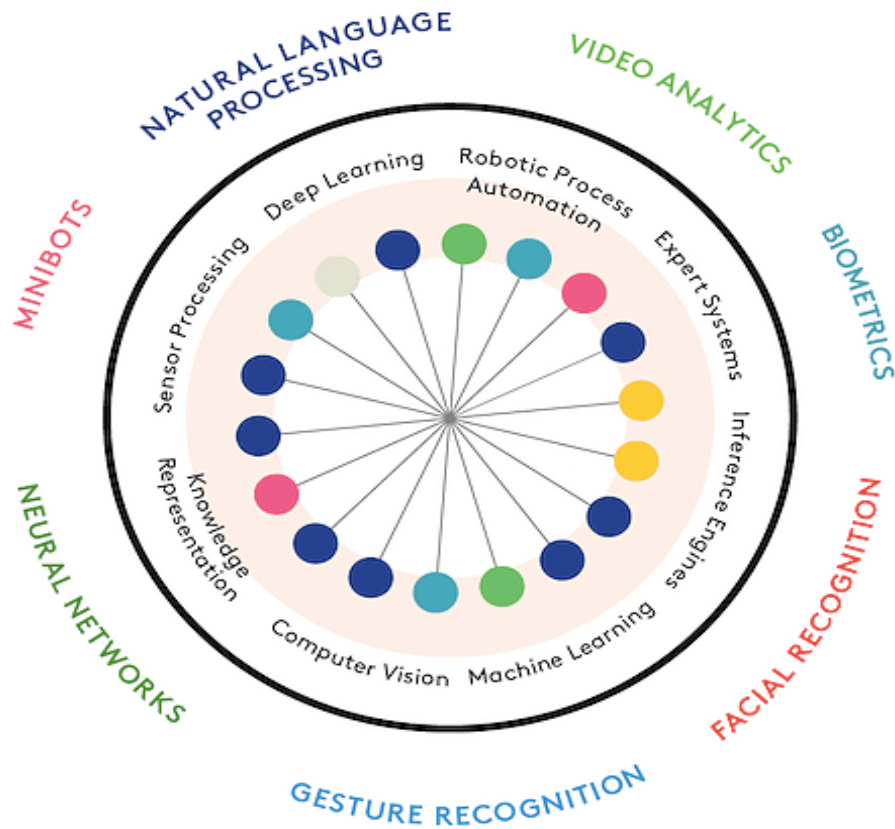 NATURAL LANGUAGE
PROCESSING
VIDEO ANALYTICS
BIOMETRICS
FACIAL RECOGNITION
GESTURE RECOGNITION
NEURAL NETWORKS
MINIBOTS
Deep Learning
Robotic Process
Automation
Expert Systems
Inference Engines
Machine Learning
Computer Vision
Knowledge
Representation
Sensor Processing